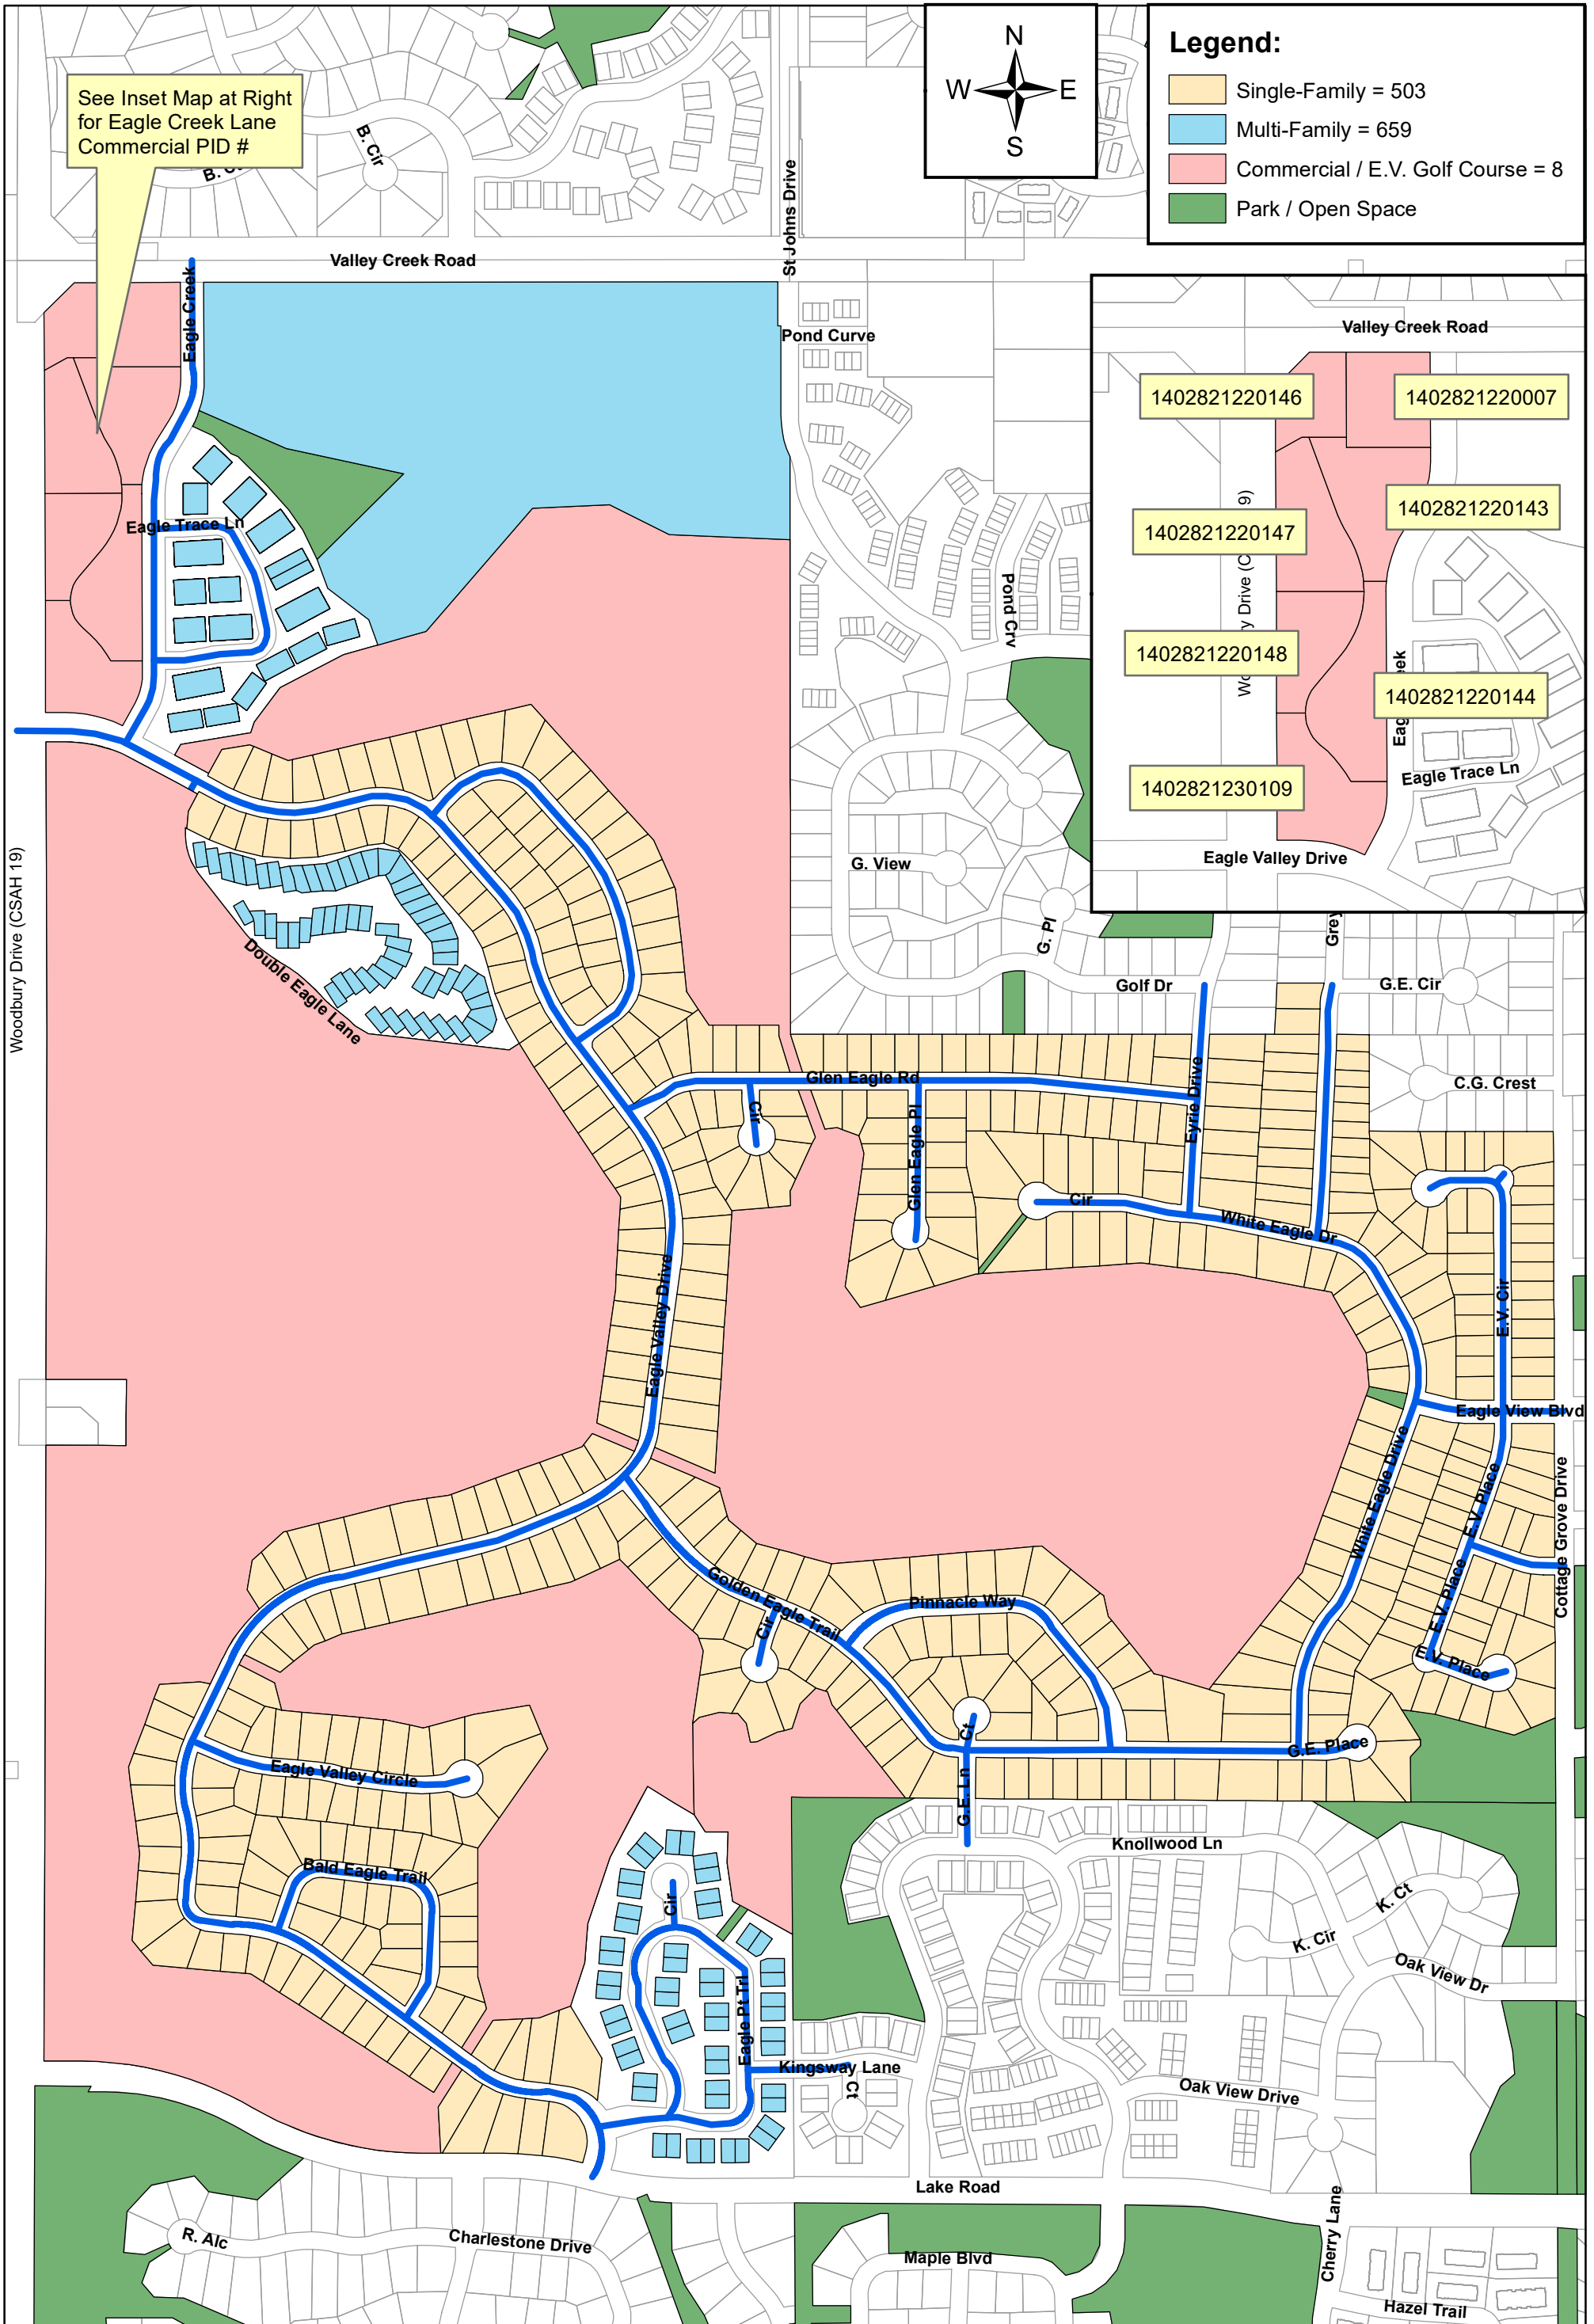 Legend:
Single-Family = 503
Multi-Family = 659
Commercial / E.V. Golf Course = 8
Park / Open Space
N
W
E
S
See Inset Map at Right
for Eagle Creek Lane
Commercial PID #
B. Cir
St Johns Drive
Valley Creek Road
Eagle Creek
Pond Curve
Eagle Trace Ln
Pond Crv
Valley Creek Road
1402821220146
1402821220007
1402821220143
1402821220147
1402821220148
1402821220144
Eagle Trace Ln
1402821230109
Eagle Valley Drive
Woodbury Drive (CSAH 19)
Double Eagle Lane
G. View
G. Pl
Grey
Golf Dr
G.E. Cir
C.G. Crest
Glen Eagle Rd
Cir
Glen Eagle Pl
Eyrie Drive
Cir
White Eagle Dr
E.V. Cir
Eagle Valley Drive
Eagle View Blvd
White Eagle Drive
E.V. Place
Cottage Grove Drive
E.V. Place
E.V. Place
Golden Eagle Trail
Cir
Pinnacle Way
Ct
G.E. Place
G.E. Ln
Eagle Valley Circle
Bald Eagle Trail
Knollwood Ln
K. Ct
K. Cir
Oak View Dr
Cir
Eagle Pt Trl
Kingsway Lane
Ct
Oak View Drive
Lake Road
Cherry Lane
R. Alc
Charlestone Drive
Maple Blvd
Hazel Trail